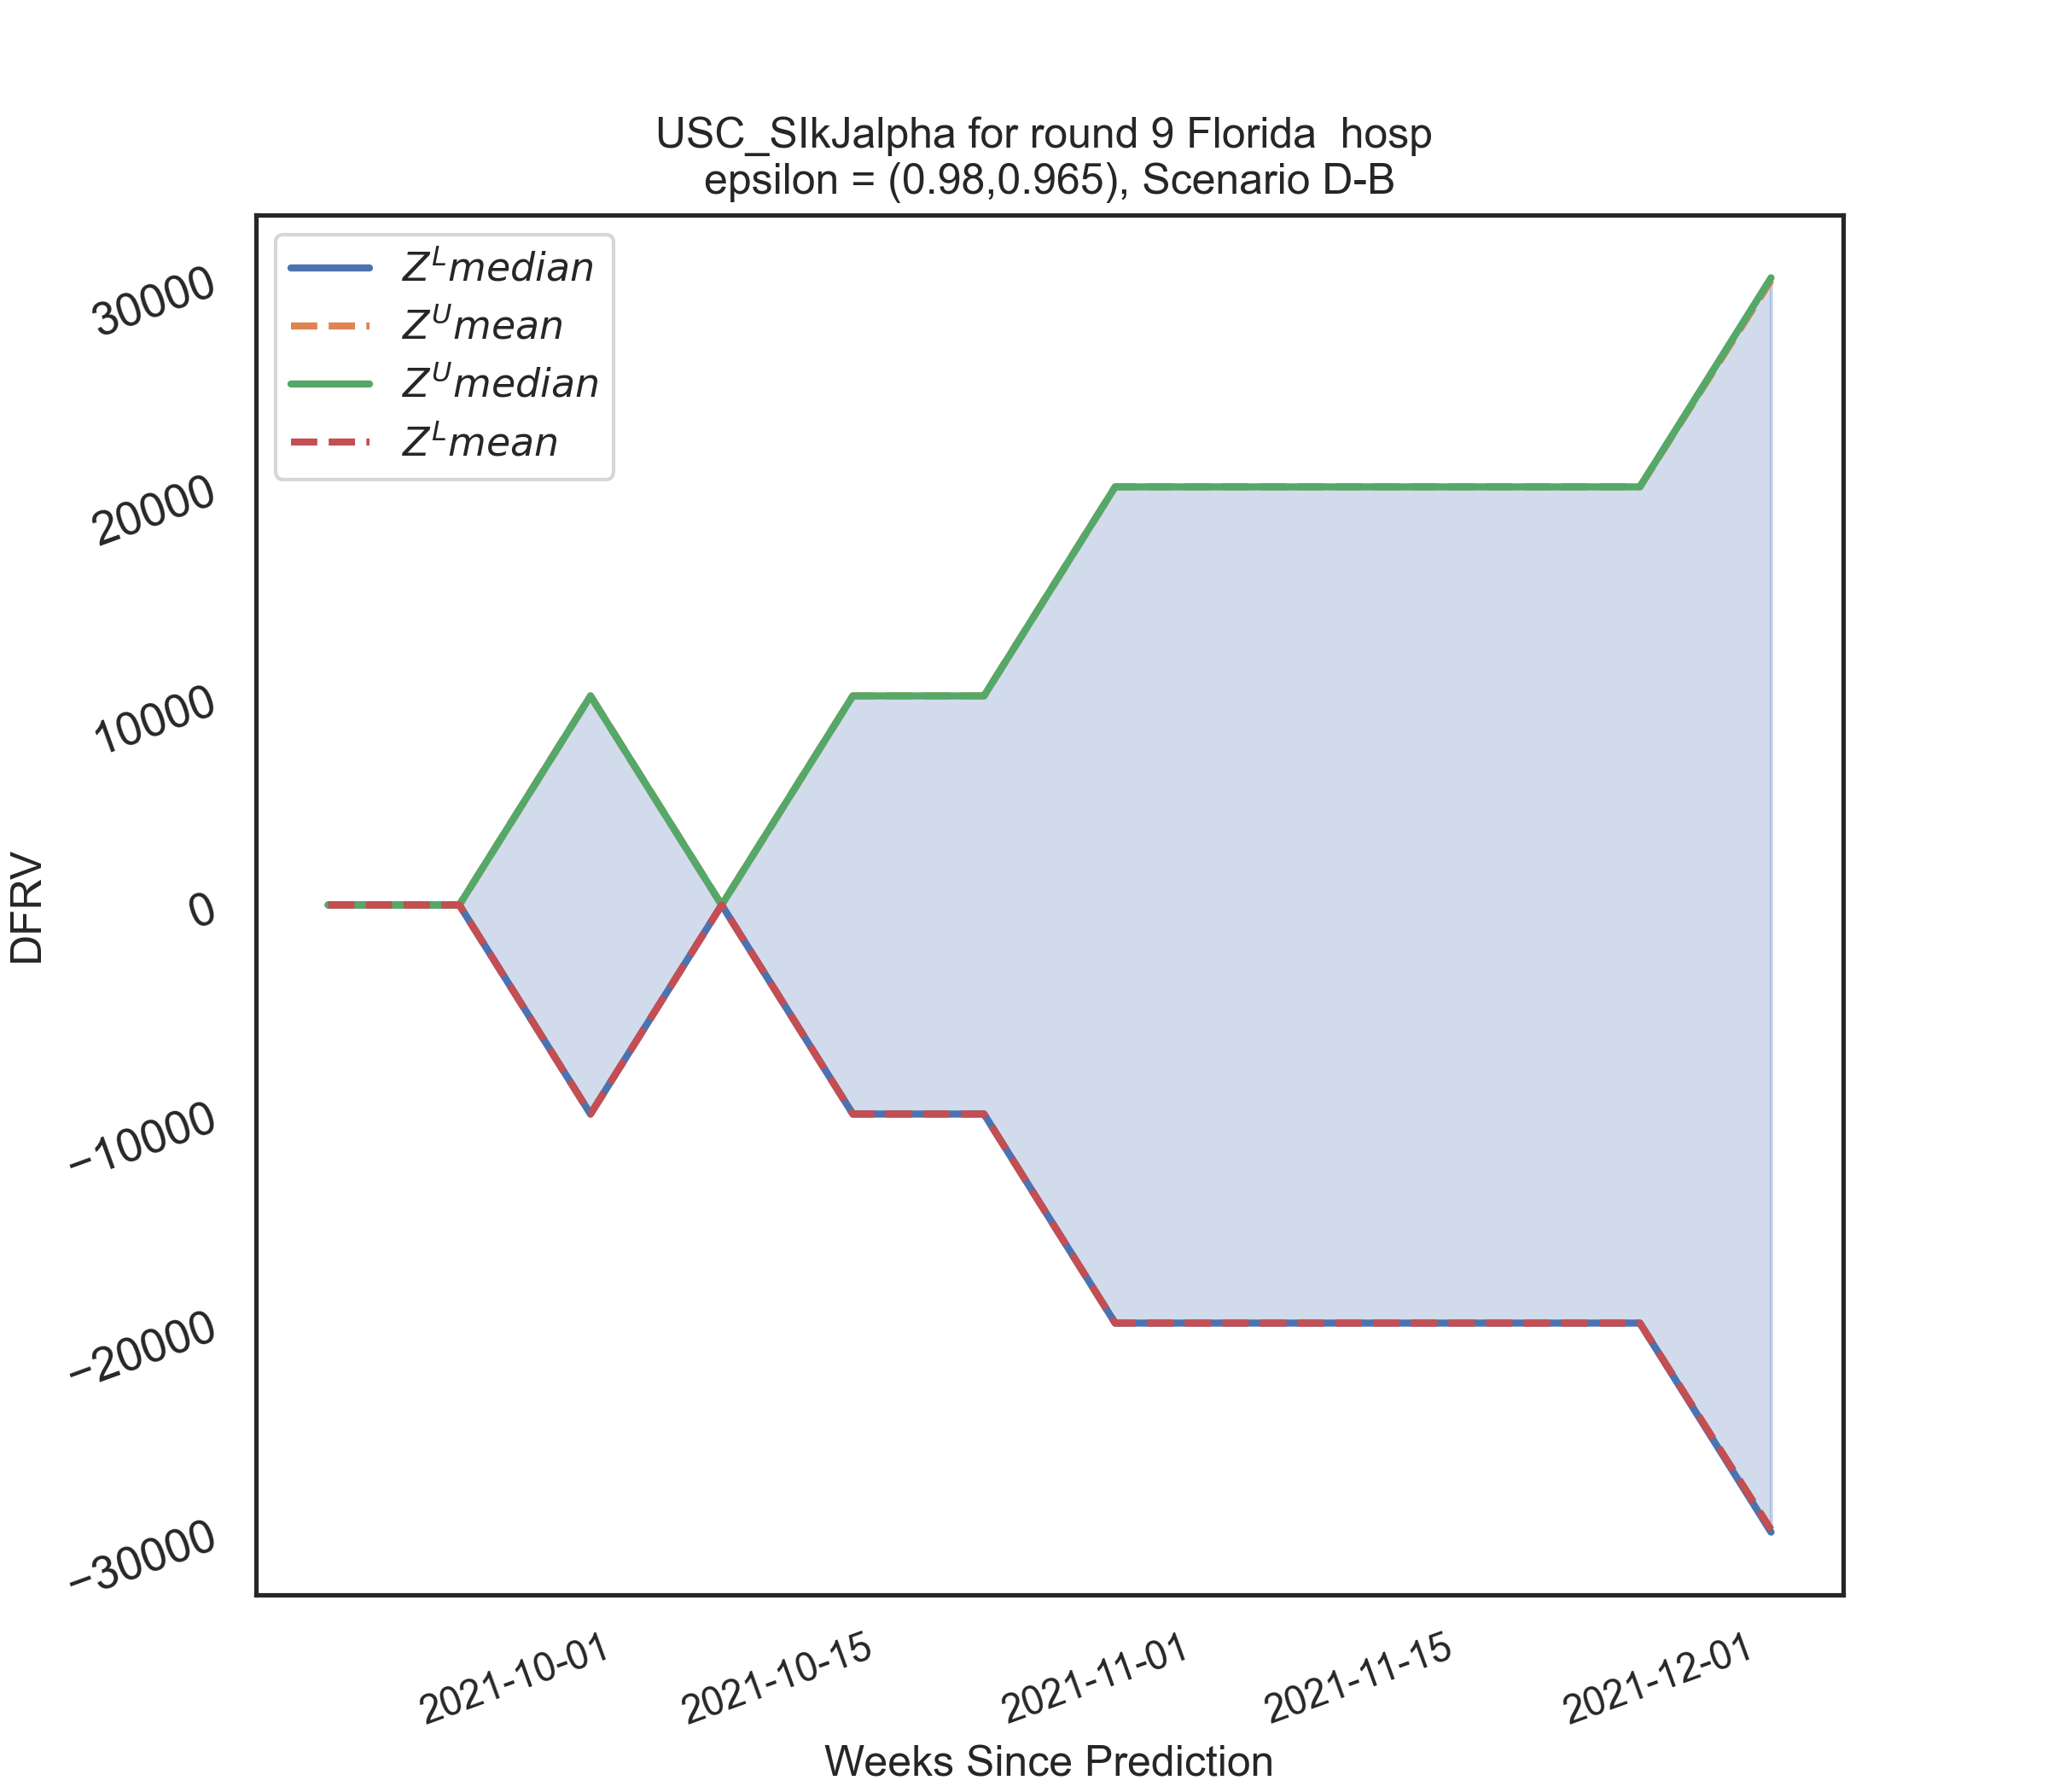 USC_SIkJalpha for round 9 Florida  hosp
epsilon = (0.98,0.965), Scenario D-B
Z^L median
Z^U mean
Z^U median
Z^L mean
30000
20000
10000
0
−10000
−20000
−30000
DFRV
2021-10-01
2021-10-15
2021-11-01
2021-11-15
2021-12-01
Weeks Since Prediction